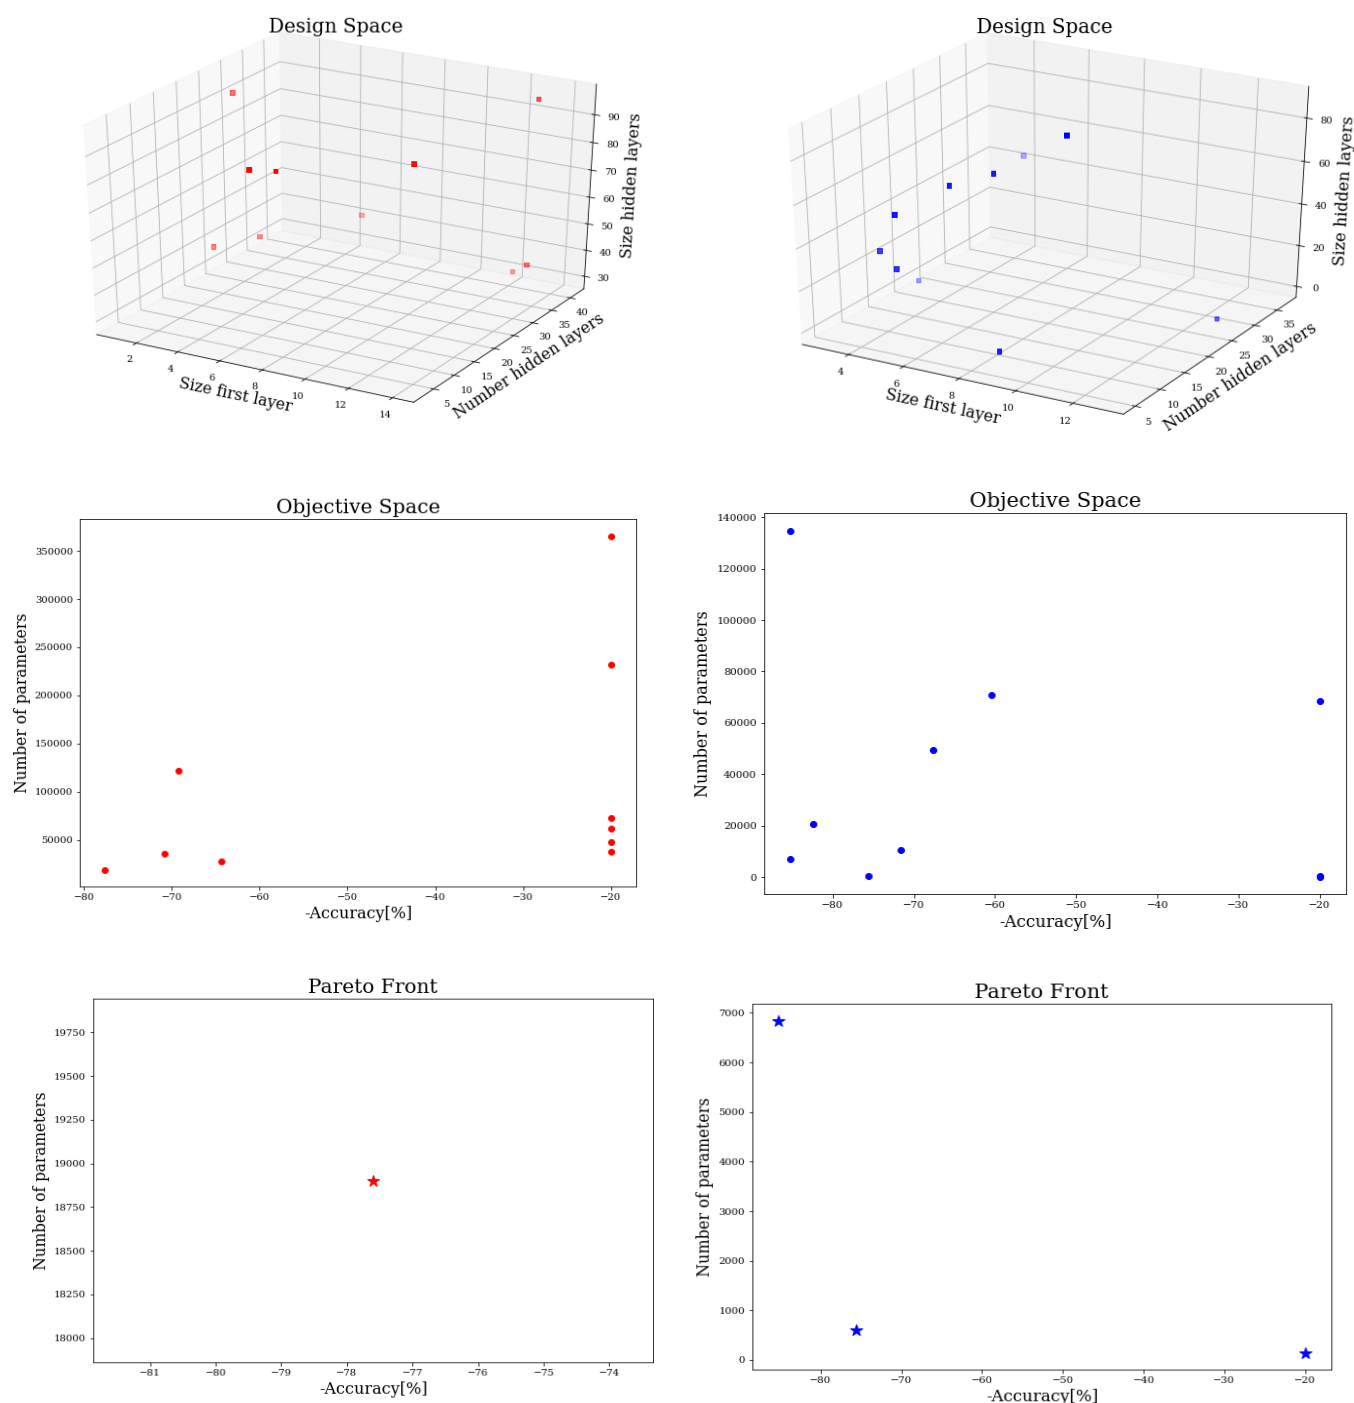 Design Space
90
80
70
60
50
40
30
Size hidden layers
2
4
6
8
10
12
14
Size first layer
5
10
15
20
25
30
35
40
Number hidden layers
Design Space
80
60
40
20
0
Size hidden layers
4
6
8
10
12
Size first layer
5
10
15
20
25
30
35
Number hidden layers
Objective Space
350000
300000
250000
200000
150000
100000
50000
Number of parameters
−80 −70 −60 −50 −40 −30 −20
-Accuracy[%]
Objective Space
140000
120000
100000
80000
60000
40000
20000
0
Number of parameters
−80 −70 −60 −50 −40 −30 −20
-Accuracy[%]
Pareto Front
19750
19500
19250
19000
18750
18500
18250
18000
Number of parameters
−81 −80 −79 −78 −77 −76 −75 −74
-Accuracy[%]
Pareto Front
7000
6000
5000
4000
3000
2000
1000
0
Number of parameters
−80 −70 −60 −50 −40 −30 −20
-Accuracy[%]